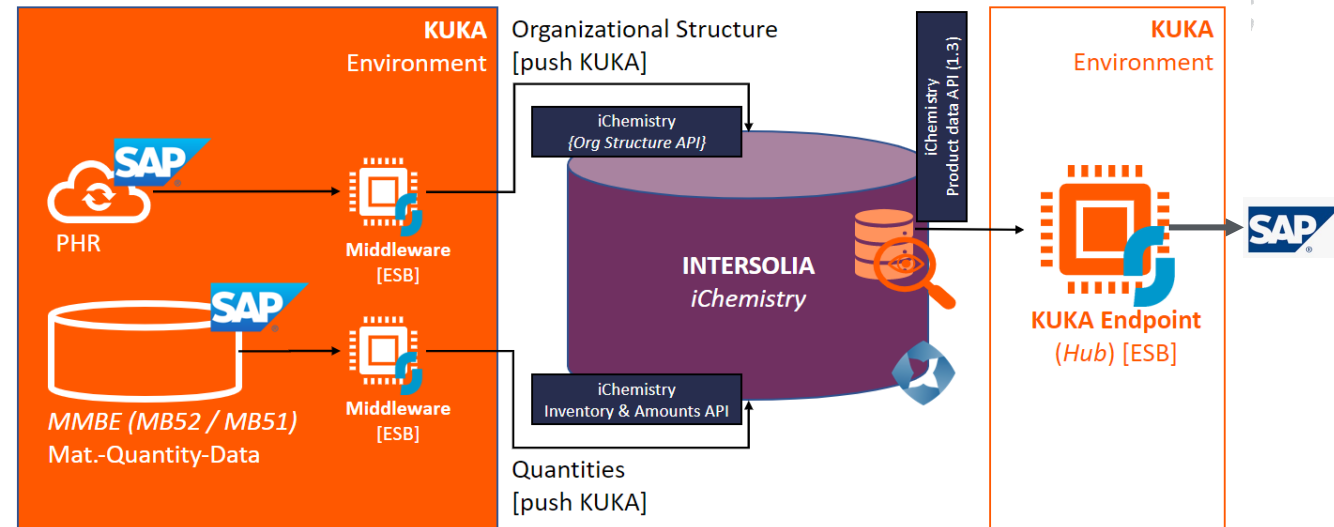 KUKA
Environment
SAP
PHR
Middleware
[ESB]
SAP
MMBE (MB52 / MB51)
Mat.-Quantity-Data
Middleware
[ESB]
Organizational Structure
[push KUKA]
iChemistry
{Org Structure API}
INTERSOLIA
iChemistry
iChemistry
Inventory & Amounts API
Quantities
[push KUKA]
iChemistry
Product data API (1.3)
KUKA
Environment
KUKA Endpoint
(Hub) [ESB]
SAP